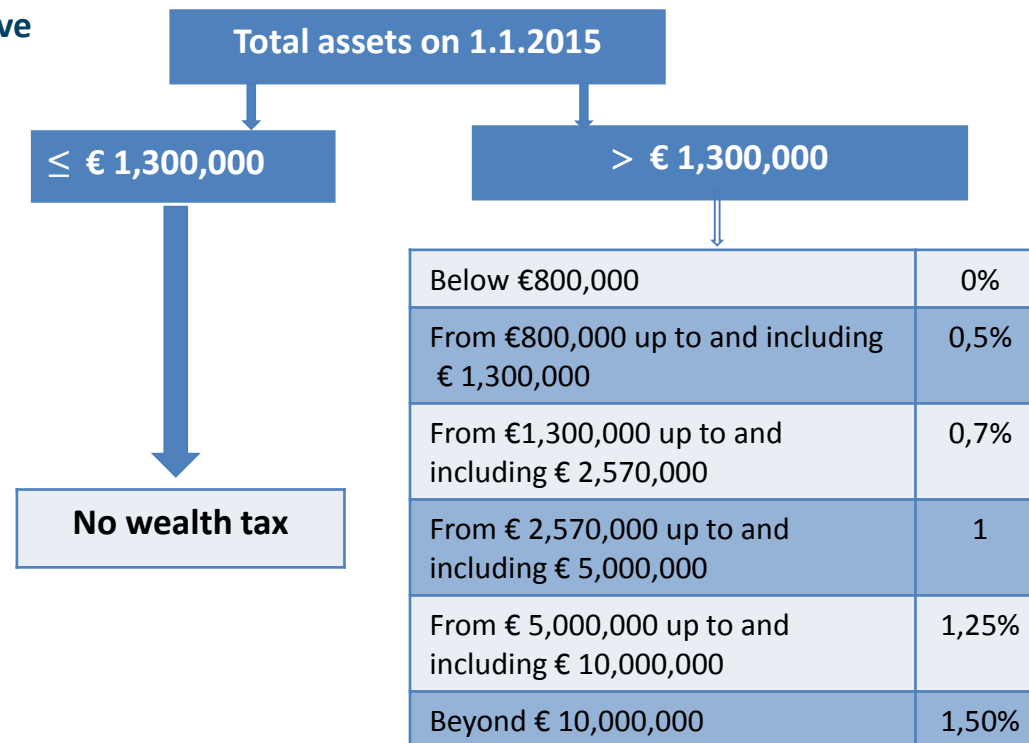 ve
Total assets on 1.1.2015
≤ € 1,300,000
> € 1,300,000
Below €800,000 0%
From €800,000 up to and including 0,5%
€ 1,300,000
From €1,300,000 up to and 0,7%
including € 2,570,000
No wealth tax
From € 2,570,000 up to and 1
including € 5,000,000
From € 5,000,000 up to and 1,25%
including € 10,000,000
Beyond € 10,000,000 1,50%